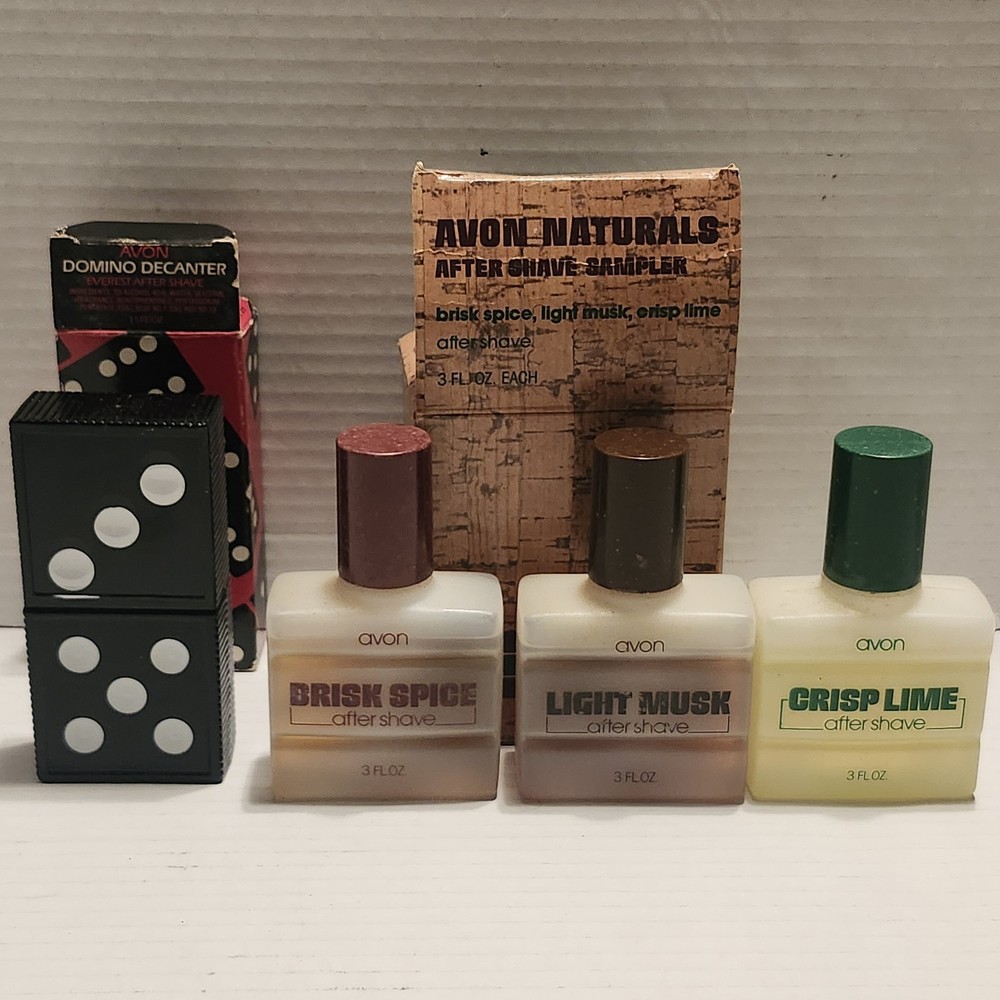 AVON
DOMINO DECANTER
EVEREST AFTER SHAVE
AVON NATURALS
AFTER SHAVE SAMPLER
brisk spice, light musk, crisp lime
after shave
3 FL. OZ. EACH
avon
BRISK SPICE
after shave
3 FL.OZ.
avon
LIGHT MUSK
after shave
3 FL.OZ.
avon
CRISP LIME
after shave
3 FL.OZ.